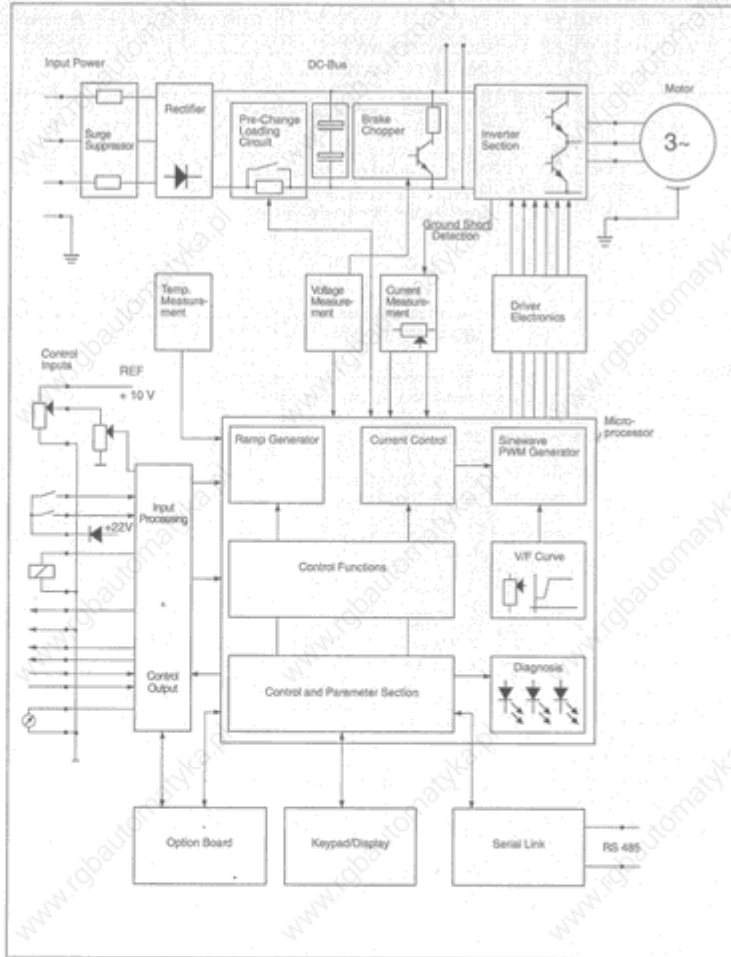 Input Power
DC-Bus
Motor
Surge
Suppressor
Rectifier
Pre-Change
Loading
Circuit
Brake
Chopper
Inverter
Section
3~
Ground Short
Detection
Temp.
Measure-
ment
Voltage
Measure-
ment
Current
Measure-
ment
Driver
Electronics
Control
Inputs
REF
+ 10 V
Micro-
processor
Ramp Generator
Current Control
Sinewave
PWM Generator
Input
Processing
+22V
Control Functions
V/F Curve
Control
Output
Control and Parameter Section
Diagnosis
Option Board
Keypad/Display
Serial Link
RS 485
www.rgbautomatyka.pl